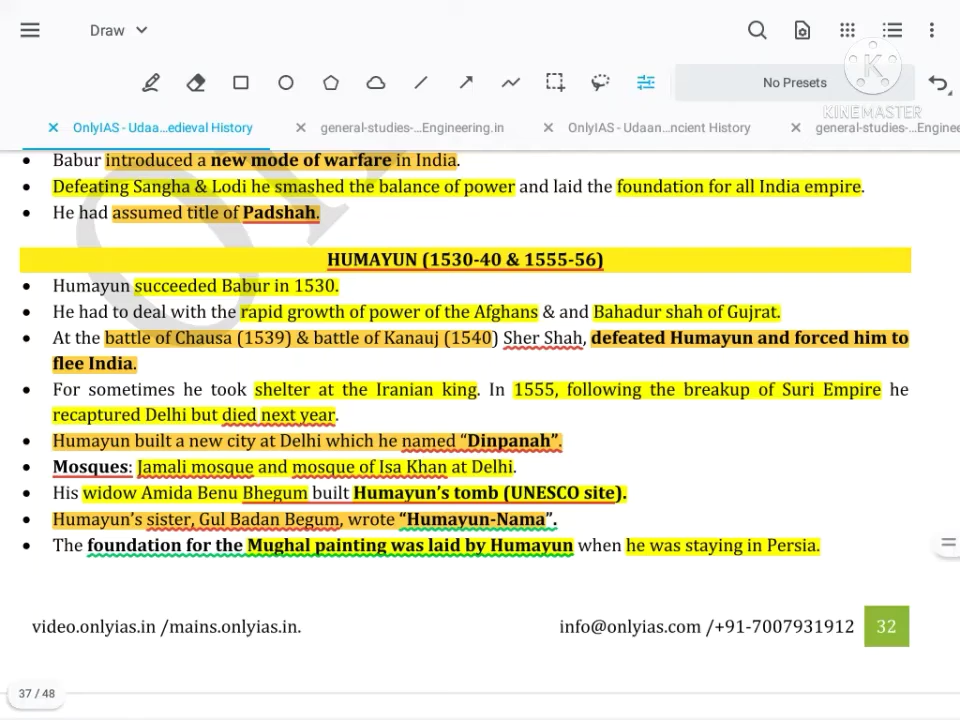 Draw
No Presets
KINEMASTER
OnlyIAS - Udaa...edieval History
general-studies-...Engineering.in
OnlyIAS - Udaan...ncient History
general-studies-...Enginee
• Babur introduced a new mode of warfare in India.
• Defeating Sangha & Lodi he smashed the balance of power and laid the foundation for all India empire.
• He had assumed title of Padshah.
HUMAYUN (1530-40 & 1555-56)
• Humayun succeeded Babur in 1530.
• He had to deal with the rapid growth of power of the Afghans & and Bahadur shah of Gujrat.
• At the battle of Chausa (1539) & battle of Kanauj (1540) Sher Shah, defeated Humayun and forced him to
flee India.
• For sometimes he took shelter at the Iranian king. In 1555, following the breakup of Suri Empire he
recaptured Delhi but died next year.
• Humayun built a new city at Delhi which he named “Dinpanah”.
• Mosques: Jamali mosque and mosque of Isa Khan at Delhi.
• His widow Amida Benu Bhegum built Humayun’s tomb (UNESCO site).
• Humayun’s sister, Gul Badan Begum, wrote “Humayun-Nama”.
• The foundation for the Mughal painting was laid by Humayun when he was staying in Persia.
video.onlyias.in /mains.onlyias.in.
info@onlyias.com /+91-7007931912
32
37 / 48